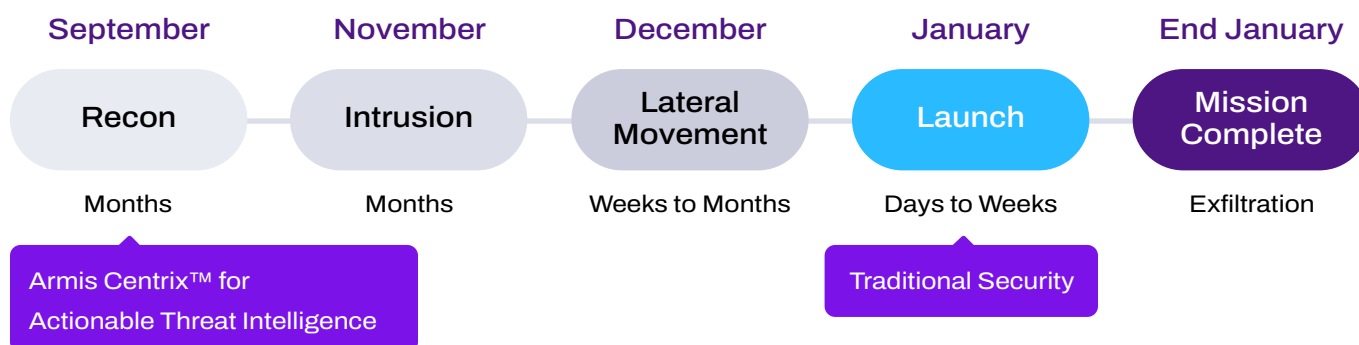 September
November
December
January
End January
Recon
Intrusion
Lateral
Movement
Launch
Mission
Complete
Months
Months
Weeks to Months
Days to Weeks
Exfiltration
Armis Centrix™ for
Actionable Threat Intelligence
Traditional Security